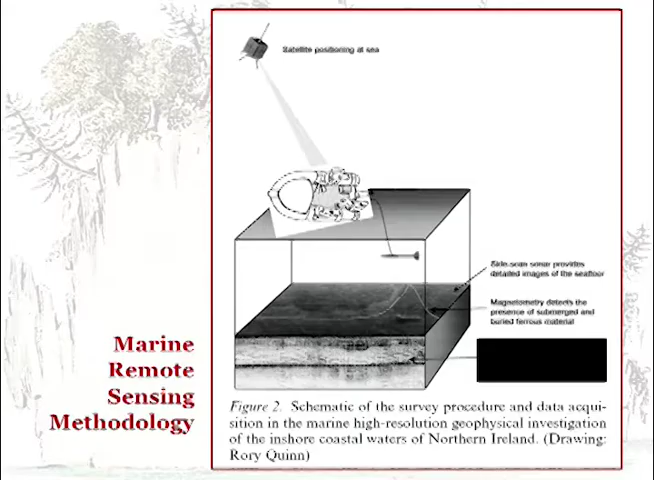 Satellite positioning at sea
Side-scan sonar provides
detailed images of the seafloor
Magnetometry detects the
presence of submerged and
buried ferrous material
Marine
Remote
Sensing
Methodology
Figure 2. Schematic of the survey procedure and data acqui-
sition in the marine high-resolution geophysical investigation
of the inshore coastal waters of Northern Ireland. (Drawing:
Rory Quinn)